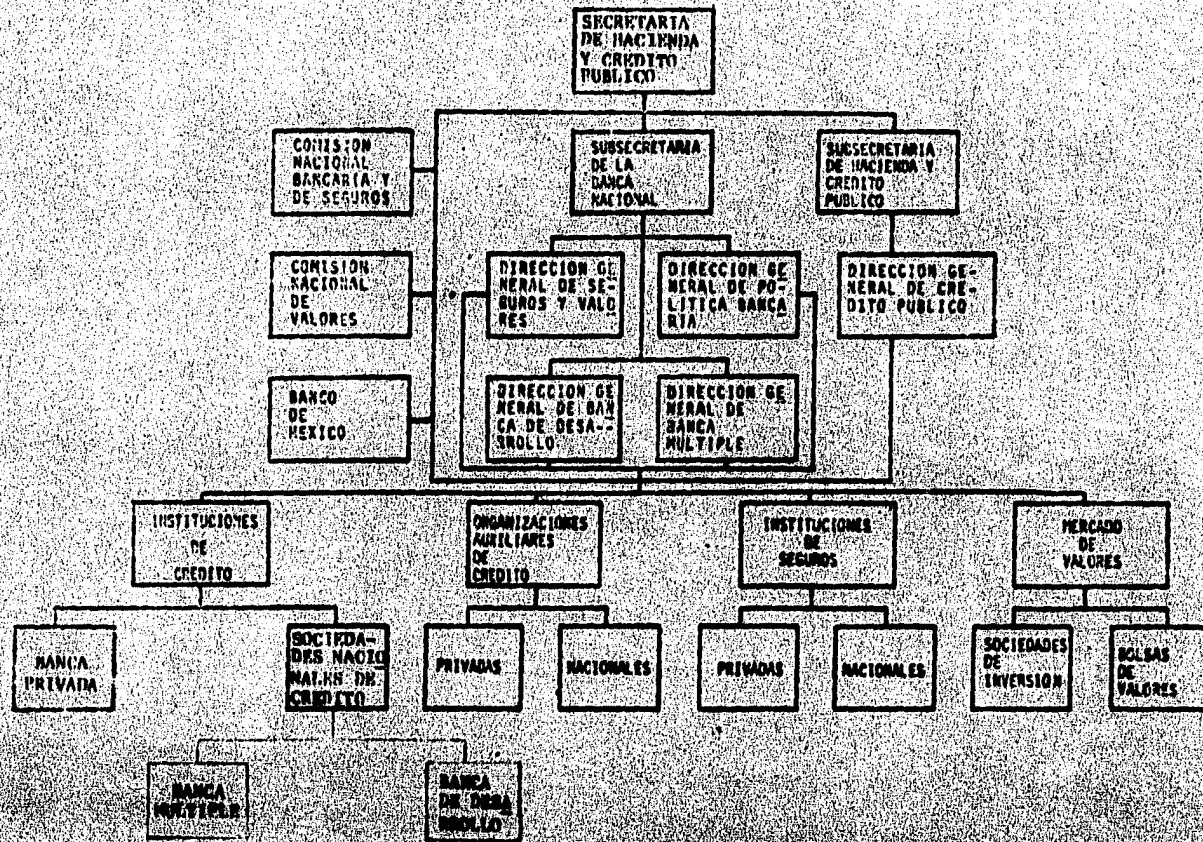 SECRETARIA
DE HACIENDA
Y CREDITO
PUBLICO
COMISION
NACIONAL
BANCARIA Y
DE SEGUROS
SUBSECRETARIA
DE LA
BANCA
NACIONAL
SUBSECRETARIA
DE HACIENDA Y
CREDITO
PUBLICO
COMISION
NACIONAL
DE
VALORES
DIRECCION GE
NERAL DE SE-
GUROS Y VALO
RES
DIRECCION GE
NERAL DE PO-
LITICA BANCA
RIA
DIRECCION GE-
NERAL DE CRE-
DITO PUBLICO
BANCO
DE
MEXICO
DIRECCION GE
NERAL DE BAN
CA DE DESA--
RROLLO
DIRECCION GE
NERAL DE
BANCA
MULTIPLE
INSTITUCIONES
DE
CREDITO
ORGANIZACIONES
AUXILIARES
DE
CREDITO
INSTITUCIONES
DE
SEGUROS
MERCADO
DE
VALORES
BANCA
PRIVADA
SOCIEDA-
DES NACIO
NALES DE
CREDITO
PRIVADAS
NACIONALES
PRIVADAS
NACIONALES
SOCIEDADES
DE
INVERSION
BOLSAS
DE
VALORES
BANCA
MULTIPLE
BANCA
DE DESA
RROLLO